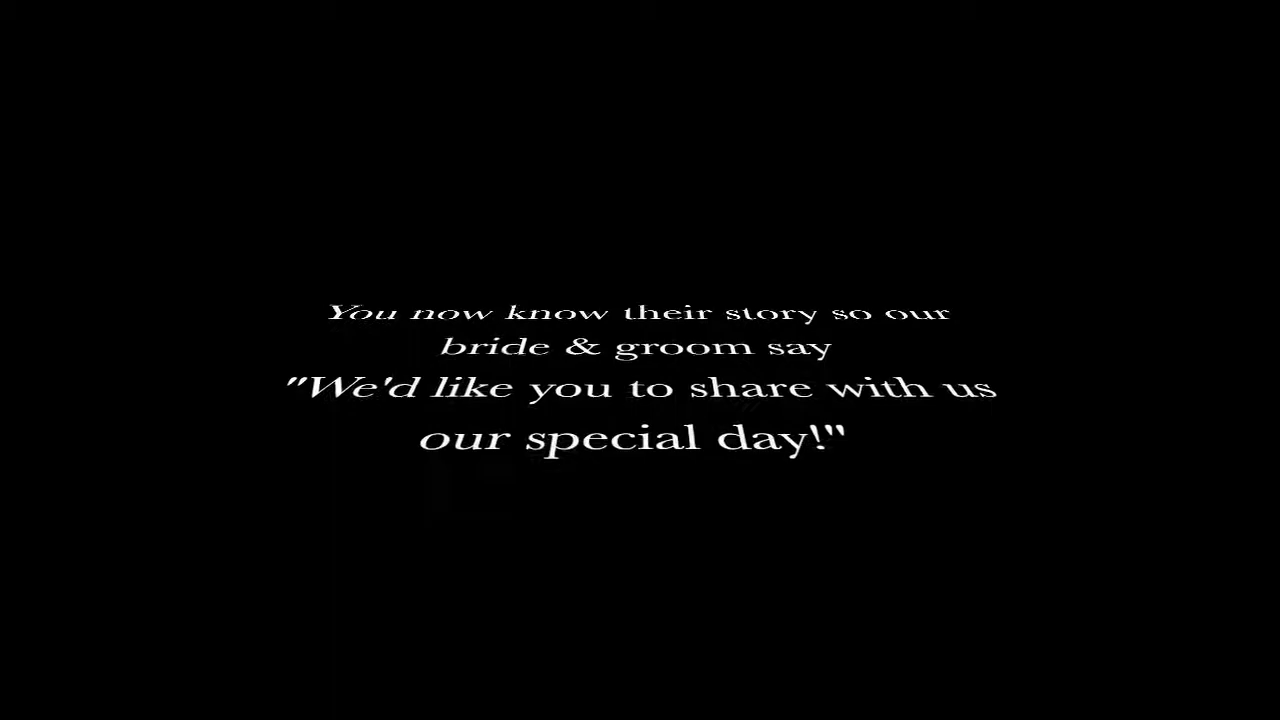 You now know their story so our
bride & groom say
"We'd like you to share with us
our special day!"